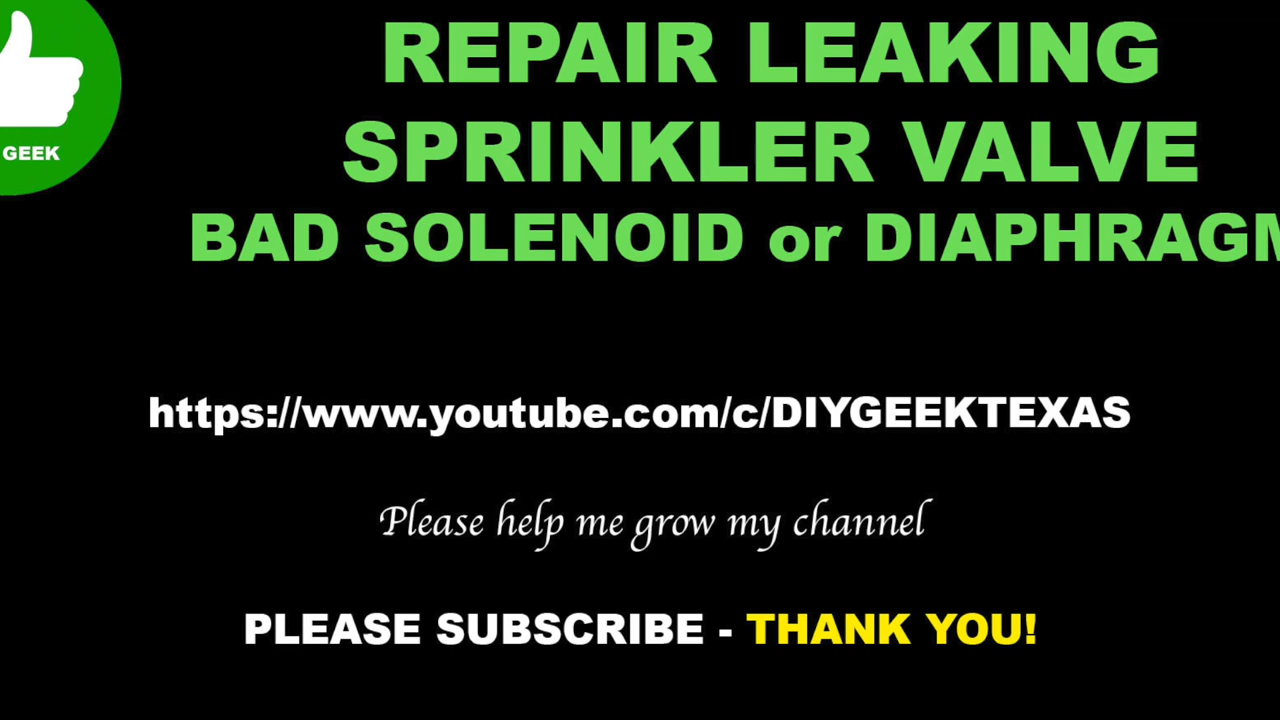 REPAIR LEAKING
SPRINKLER VALVE
BAD SOLENOID or DIAPHRAGM
GEEK
https://www.youtube.com/c/DIYGEEKTEXAS
Please help me grow my channel
PLEASE SUBSCRIBE - THANK YOU!